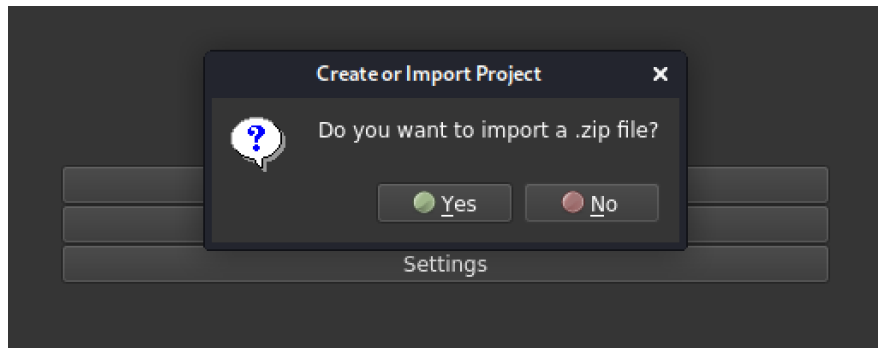 Create or Import Project
Do you want to import a .zip file?
Yes
No
Settings